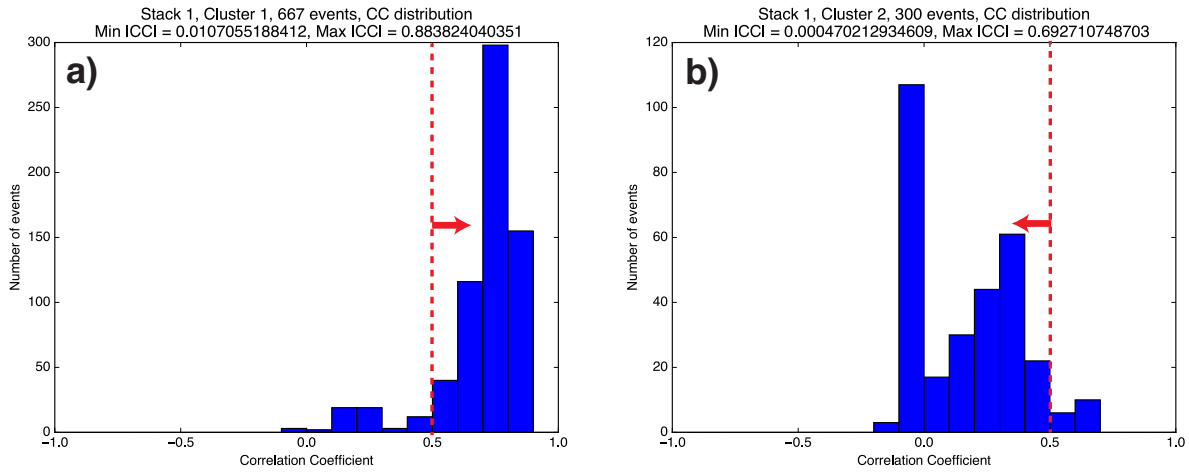 Stack 1, Cluster 1, 667 events, CC distribution
Min ICCI = 0.0107055188412, Max ICCI = 0.883824040351
a)
300
250
200
150
100
50
0
Number of events
−1.0 −0.5 0.0 0.5 1.0
Correlation Coefficient
Stack 1, Cluster 2, 300 events, CC distribution
Min ICCI = 0.000470212934609, Max ICCI = 0.692710748703
b)
120
100
80
60
40
20
0
Number of events
−1.0 −0.5 0.0 0.5 1.0
Correlation Coefficient